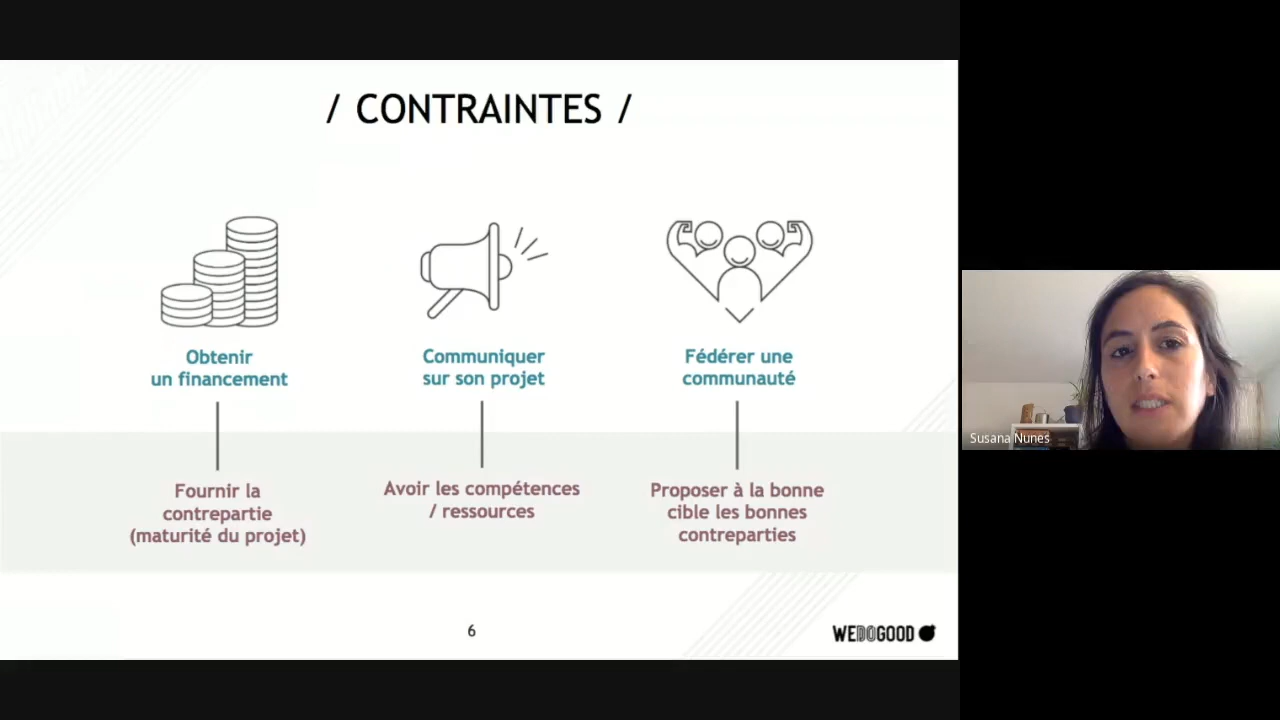 / CONTRAINTES /
Obtenir
un financement
Communiquer
sur son projet
Fédérer une
communauté
Fournir la
contrepartie
(maturité du projet)
Avoir les compétences
/ ressources
Proposer à la bonne
cible les bonnes
contreparties
6
WEDOGOOD
Susana Nunes